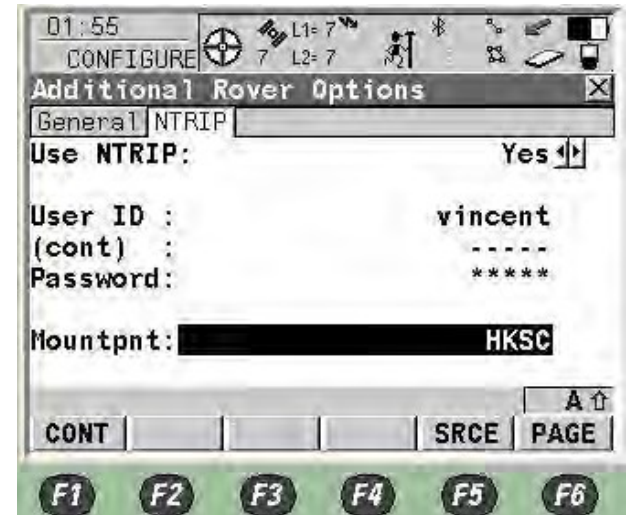 01:55
CONFIGURE
7 L1= 7
L2= 7
Additional Rover Options
General NTRIP
Use NTRIP: Yes
User ID : vincent
(cont) : -----
Password: *****
Mountpnt: HKSC
A
CONT SRCE PAGE
F1 F2 F3 F4 F5 F6